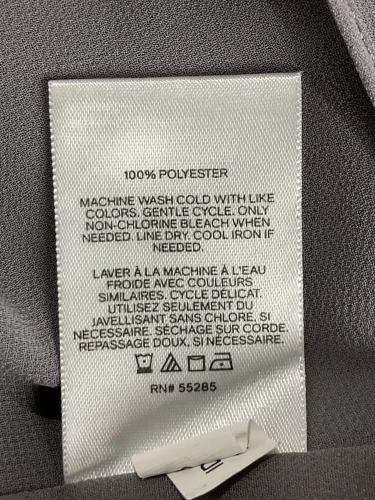 100% POLYESTER
MACHINE WASH COLD WITH LIKE
COLORS. GENTLE CYCLE. ONLY
NON-CHLORINE BLEACH WHEN
NEEDED. LINE DRY. COOL IRON IF
NEEDED.
LAVER À LA MACHINE À L'EAU
FROIDE AVEC COULEURS
SIMILAIRES. CYCLE DÉLICAT.
UTILISEZ SEULEMENT DU
JAVELLISANT SANS CHLORE, SI
NÉCESSAIRE. SÉCHAGE SUR CORDE.
REPASSAGE DOUX, SI NÉCESSAIRE.
RN# 55285